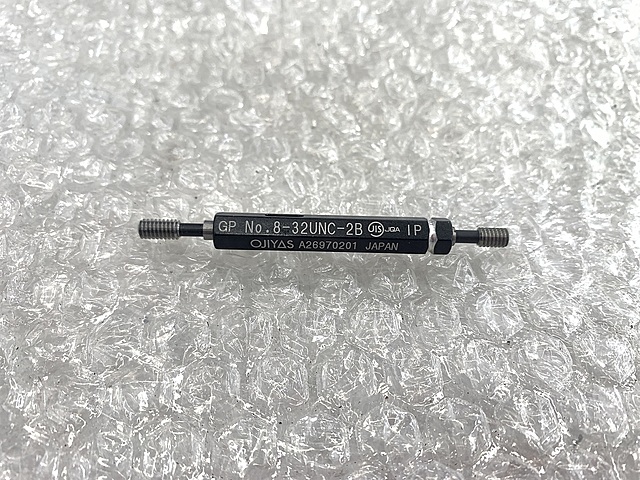 GP No.8-32UNC-2B JIS JQA IP
OJIYAS A26970201 JAPAN